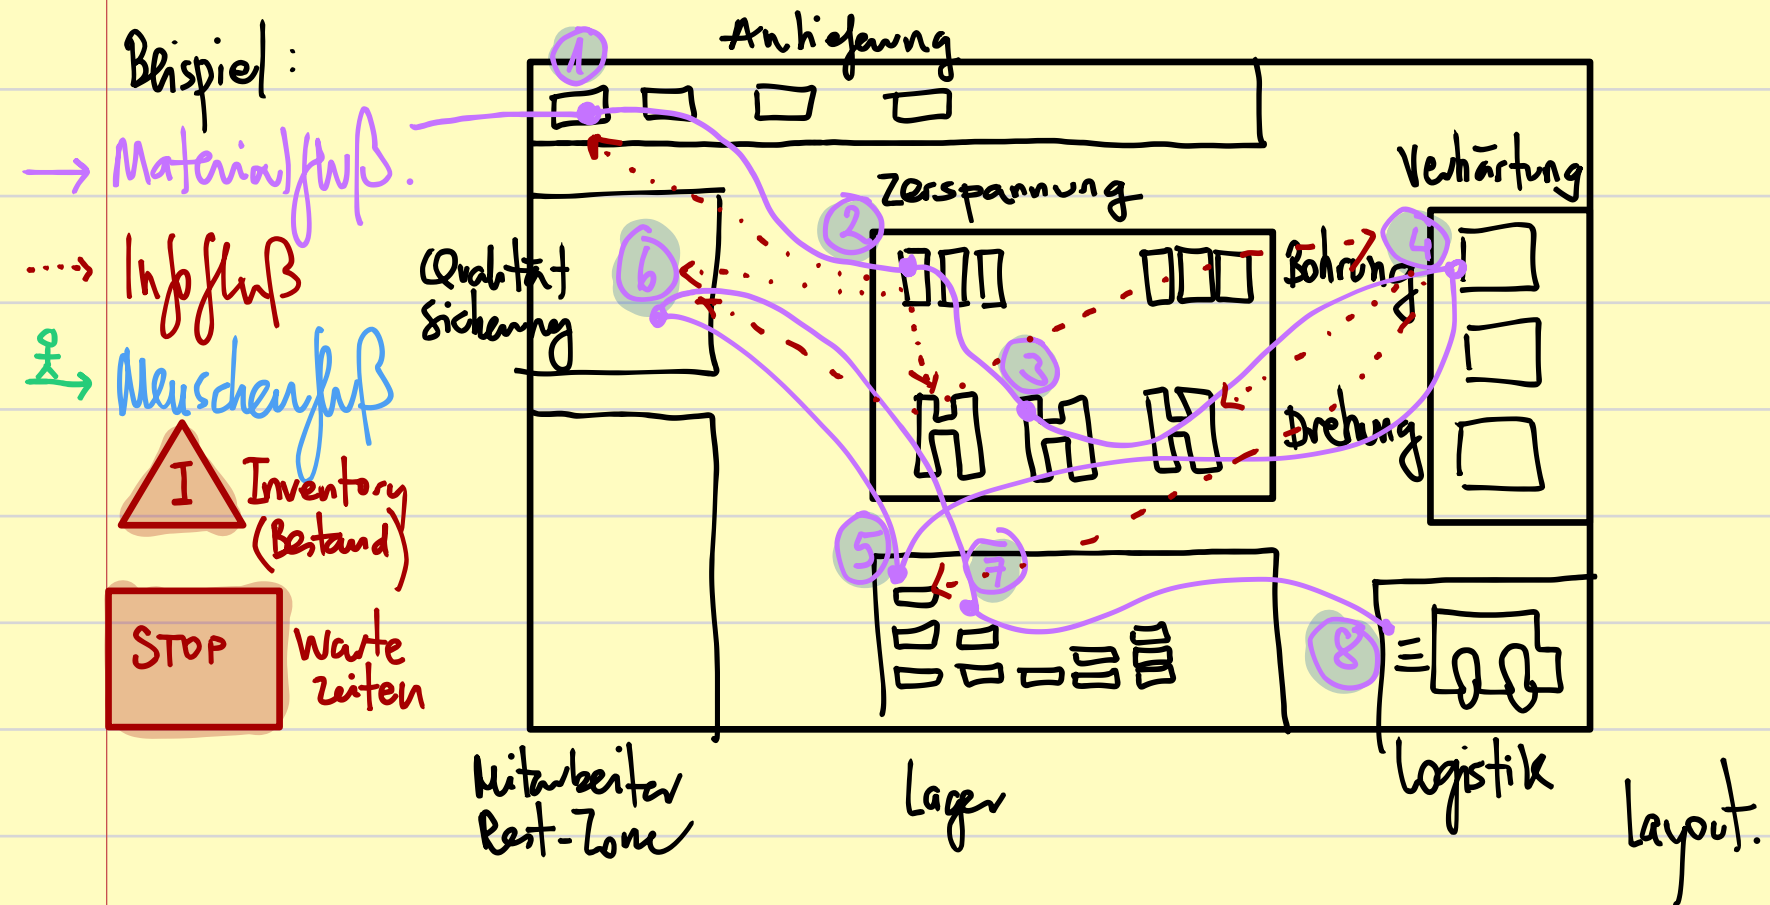 Beispiel:
Materialfluß.
Infofluß
Menschenfluß
I
Inventory
(Bestand)
STOP
Warte
zeiten
Anlieferung
1
Zerspannung
2
Verhärtung
4
Bohrung
Qualität
Sicherung
6
3
Drehung
5
7
8
Mitarbeiter
Rest-Zone
Lager
Logistik
Layout.